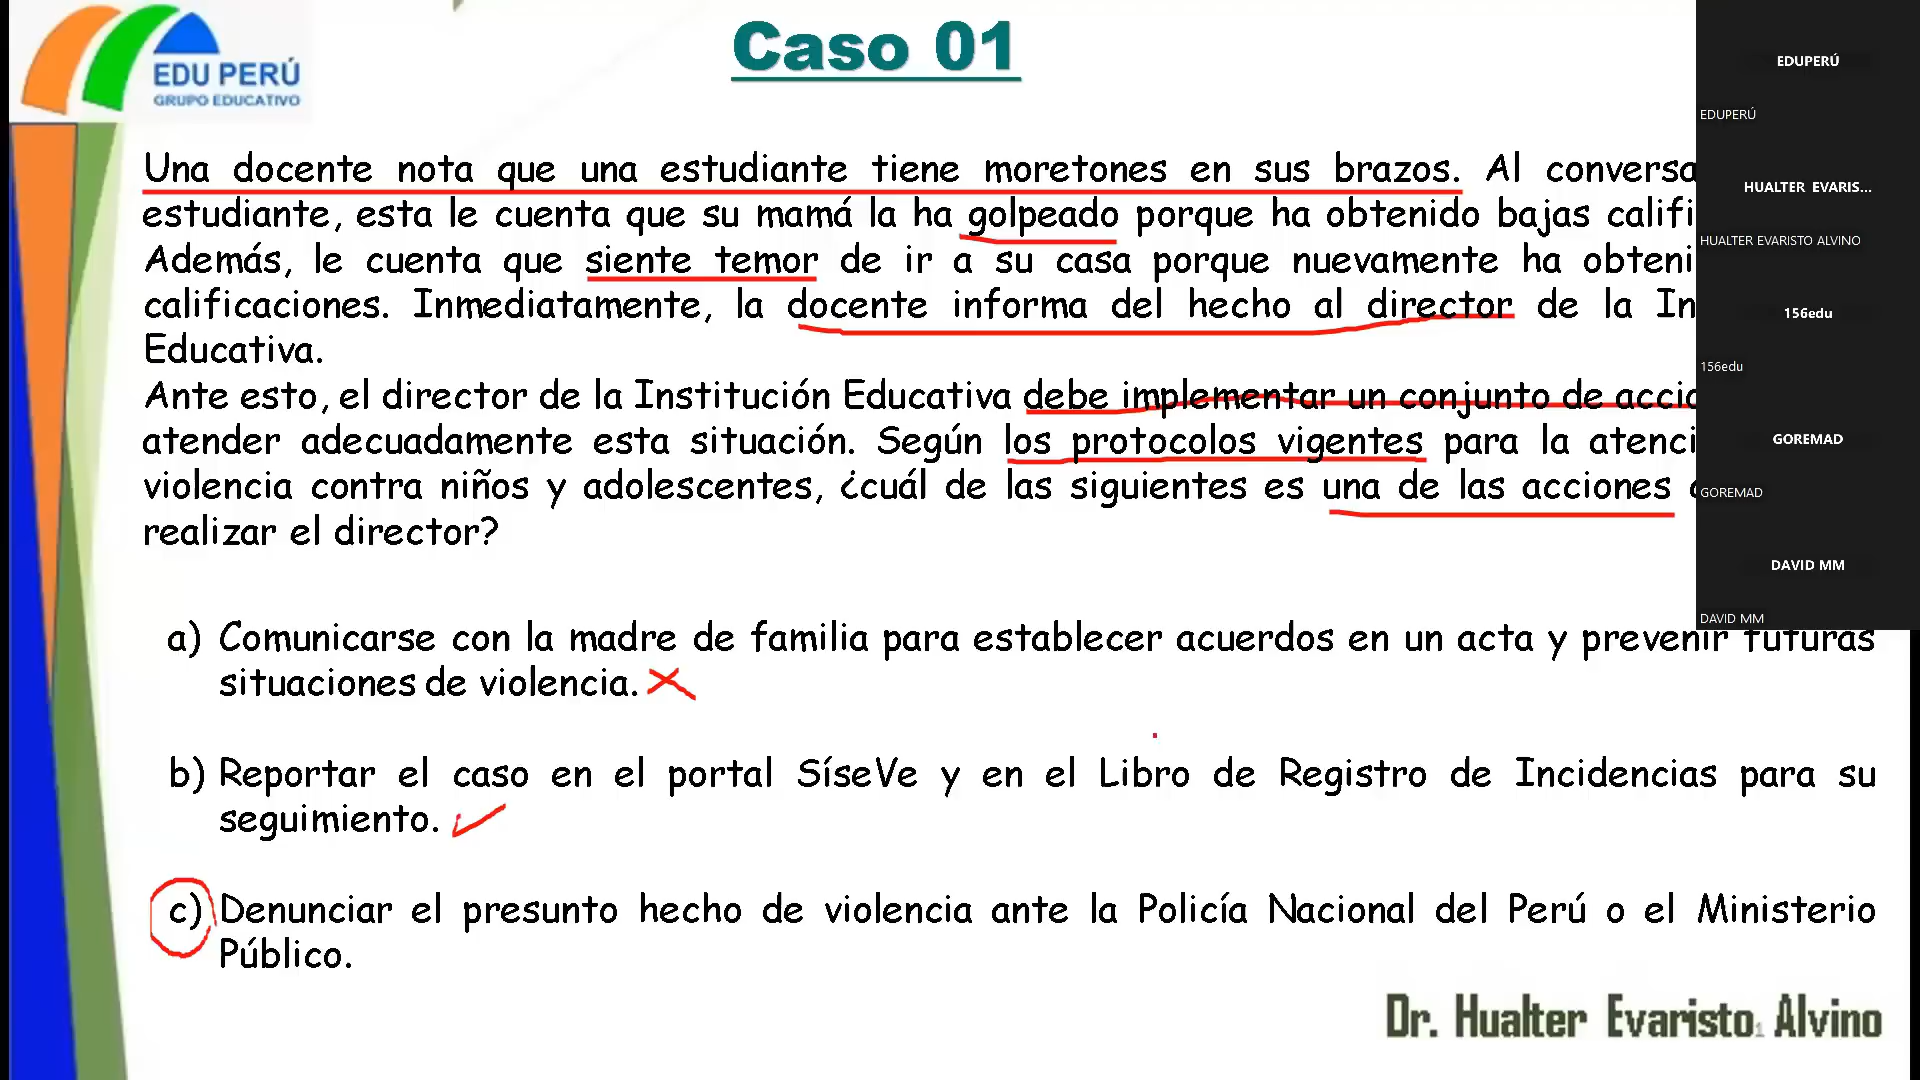 EDU PERÚ
GRUPO EDUCATIVO
Caso 01
Una docente nota que una estudiante tiene moretones en sus brazos. Al conversa
estudiante, esta le cuenta que su mamá la ha golpeado porque ha obtenido bajas califi
Además, le cuenta que siente temor de ir a su casa porque nuevamente ha obteni
calificaciones. Inmediatamente, la docente informa del hecho al director de la In
Educativa.
Ante esto, el director de la Institución Educativa debe implementar un conjunto de accio
atender adecuadamente esta situación. Según los protocolos vigentes para la atenci
violencia contra niños y adolescentes, ¿cuál de las siguientes es una de las acciones
realizar el director?
a) Comunicarse con la madre de familia para establecer acuerdos en un acta y prevenir futuras
situaciones de violencia.
b) Reportar el caso en el portal SíseVe y en el Libro de Registro de Incidencias para su
seguimiento.
c) Denunciar el presunto hecho de violencia ante la Policía Nacional del Perú o el Ministerio
Público.
Dr. Hualter Evaristo Alvino
1
EDUPERÚ
EDUPERÚ
HUALTER EVARIS...
HUALTER EVARISTO ALVINO
156edu
156edu
GOREMAD
GOREMAD
DAVID MM
DAVID MM